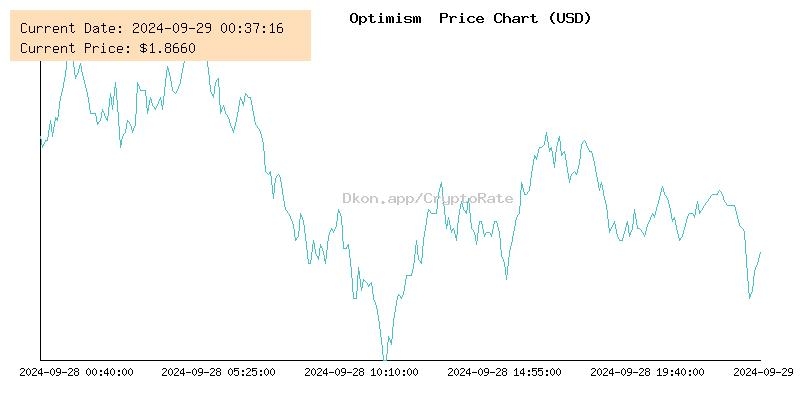 Optimism  Price Chart (USD)
Current Date: 2024-09-29 00:37:16
Current Price: $1.8660
Dkon.app/CryptoRate
2024-09-28 00:40:00 2024-09-28 05:25:00 2024-09-28 10:10:00 2024-09-28 14:55:00 2024-09-28 19:40:00 2024-09-29